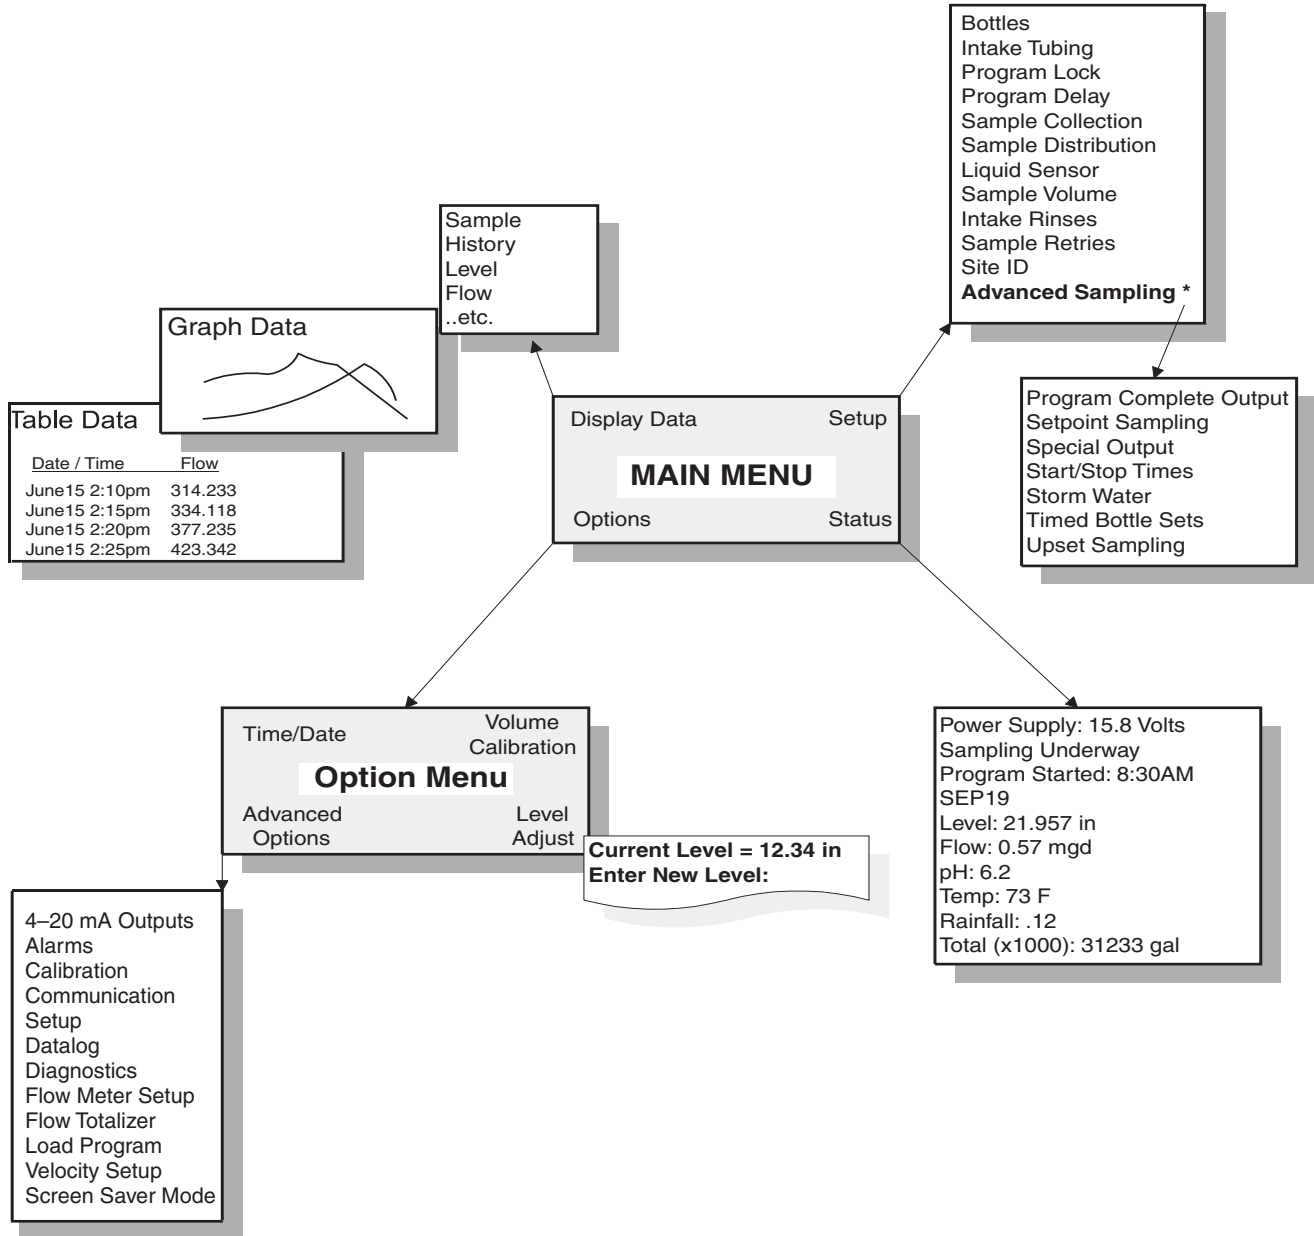 Bottles
Intake Tubing
Program Lock
Program Delay
Sample Collection
Sample Distribution
Liquid Sensor
Sample Volume
Intake Rinses
Sample Retries
Site ID
Advanced Sampling *
Sample
History
Level
Flow
..etc.
Graph Data
Table Data
Date / Time Flow
June15 2:10pm 314.233
June15 2:15pm 334.118
June15 2:20pm 377.235
June15 2:25pm 423.342
Display Data Setup
MAIN MENU
Options Status
Program Complete Output
Setpoint Sampling
Special Output
Start/Stop Times
Storm Water
Timed Bottle Sets
Upset Sampling
Time/Date
Volume
Calibration
Option Menu
Advanced
Options
Level
Adjust
Current Level = 12.34 in
Enter New Level:
Power Supply: 15.8 Volts
Sampling Underway
Program Started: 8:30AM
SEP19
Level: 21.957 in
Flow: 0.57 mgd
pH: 6.2
Temp: 73 F
Rainfall: .12
Total (x1000): 31233 gal
4–20 mA Outputs
Alarms
Calibration
Communication
Setup
Datalog
Diagnostics
Flow Meter Setup
Flow Totalizer
Load Program
Velocity Setup
Screen Saver Mode